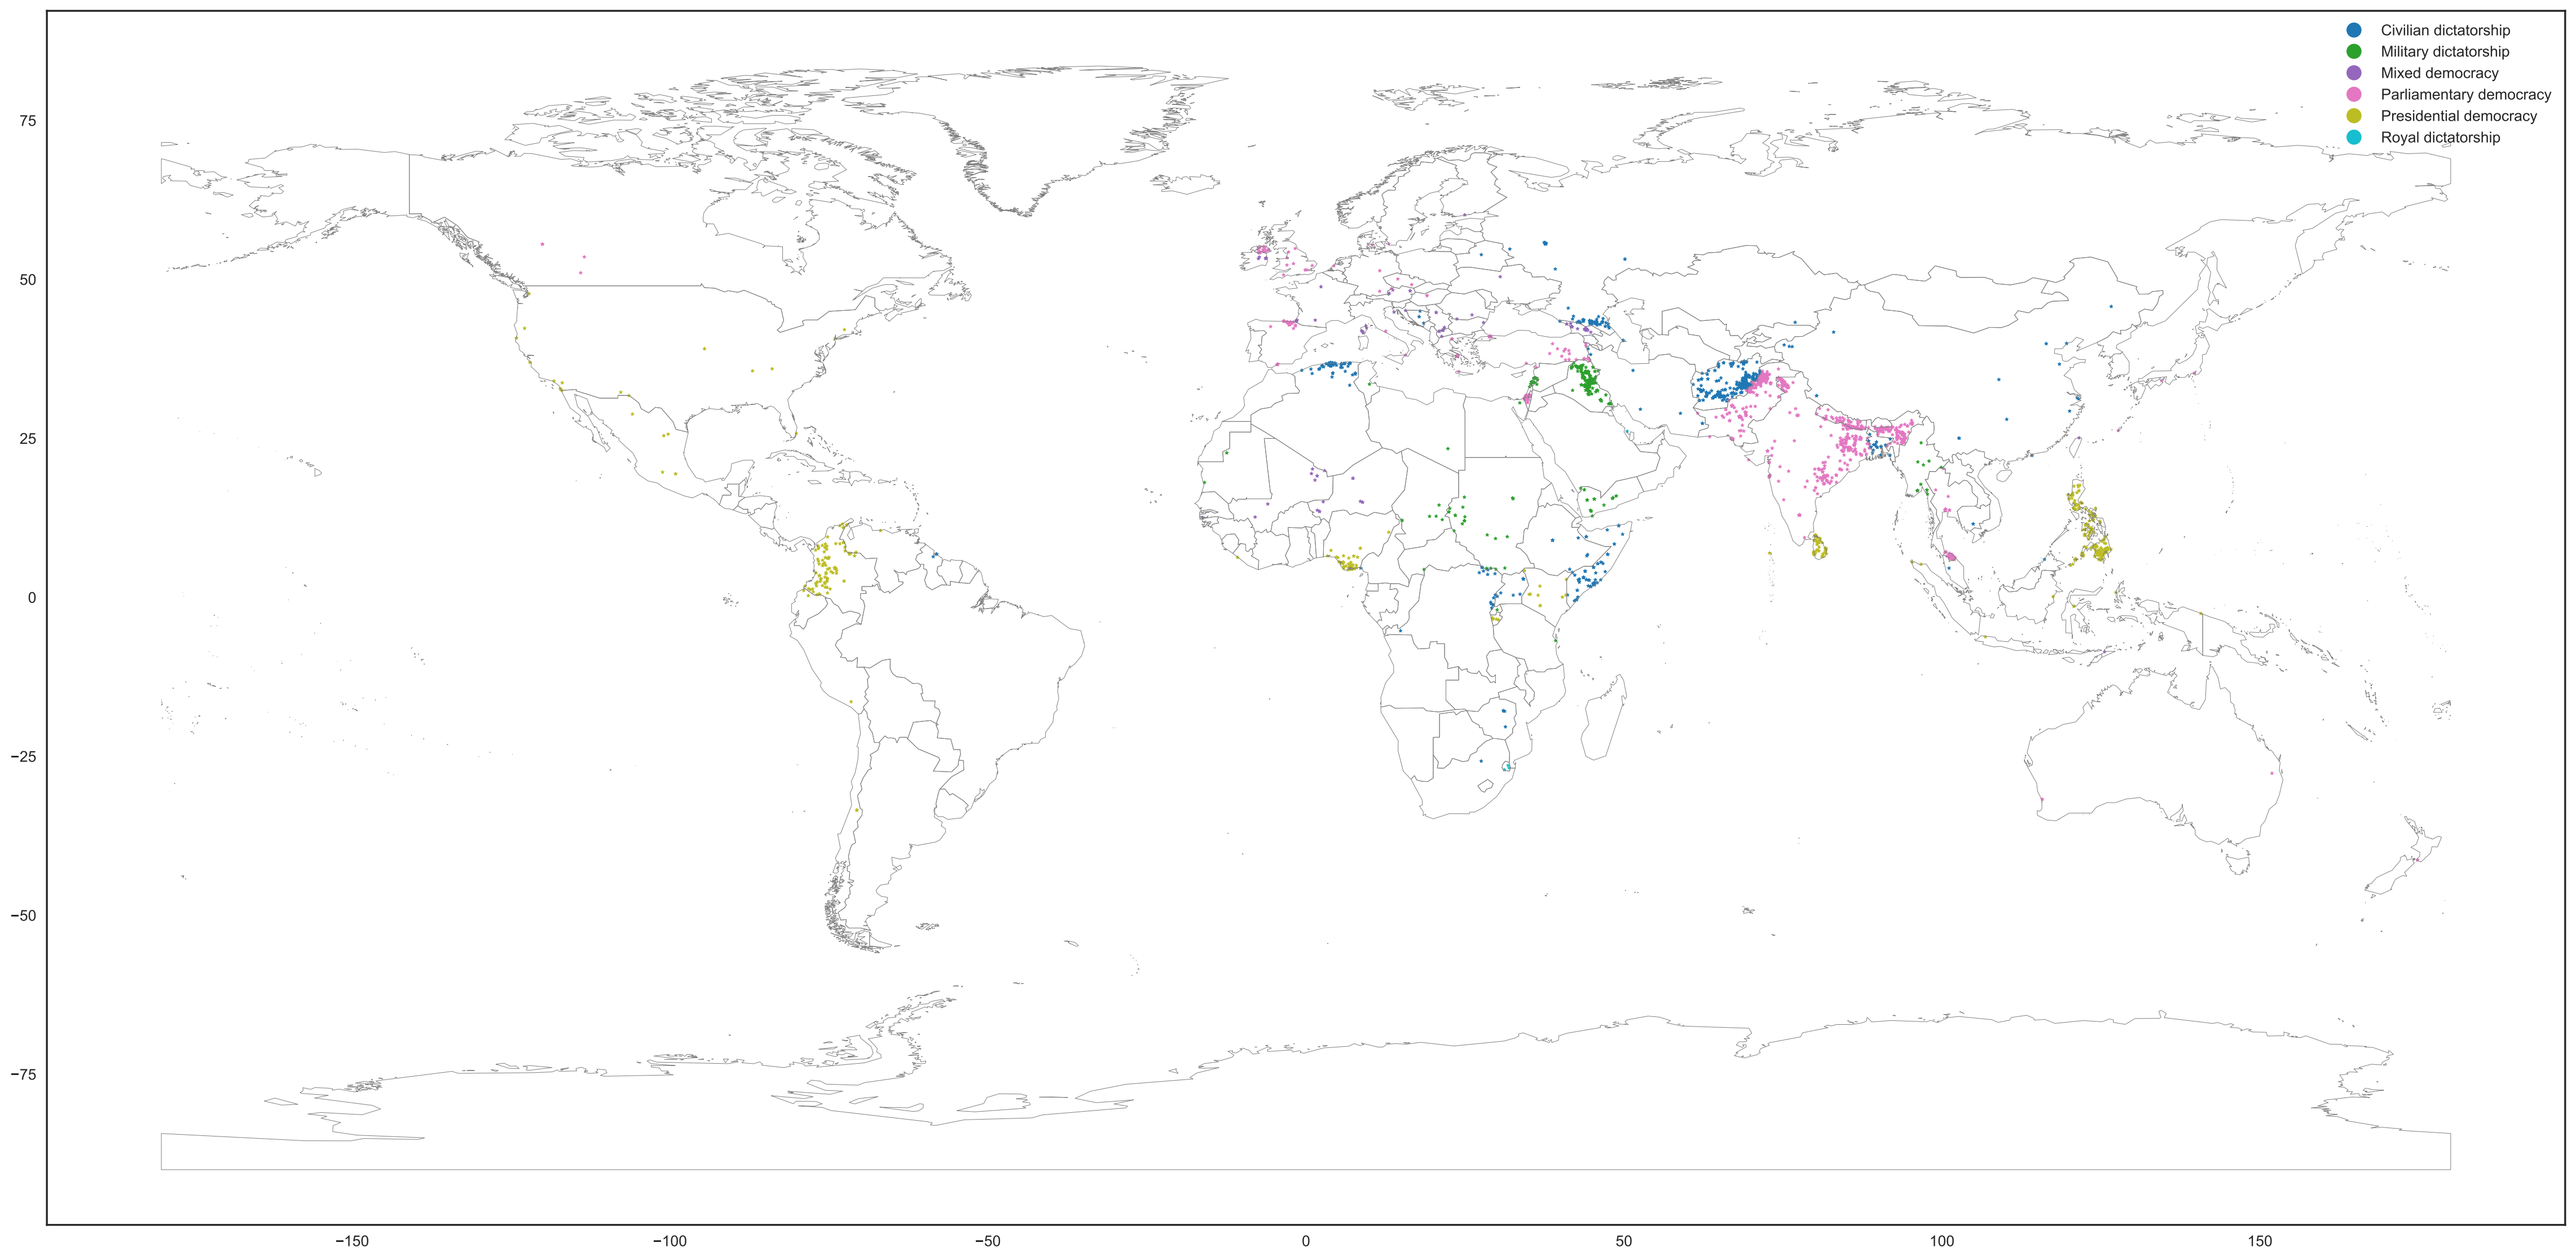 Civilian dictatorship
Military dictatorship
Mixed democracy
Parliamentary democracy
Presidential democracy
Royal dictatorship
75
50
25
0
−25
−50
−75
−150
−100
−50
0
50
100
150